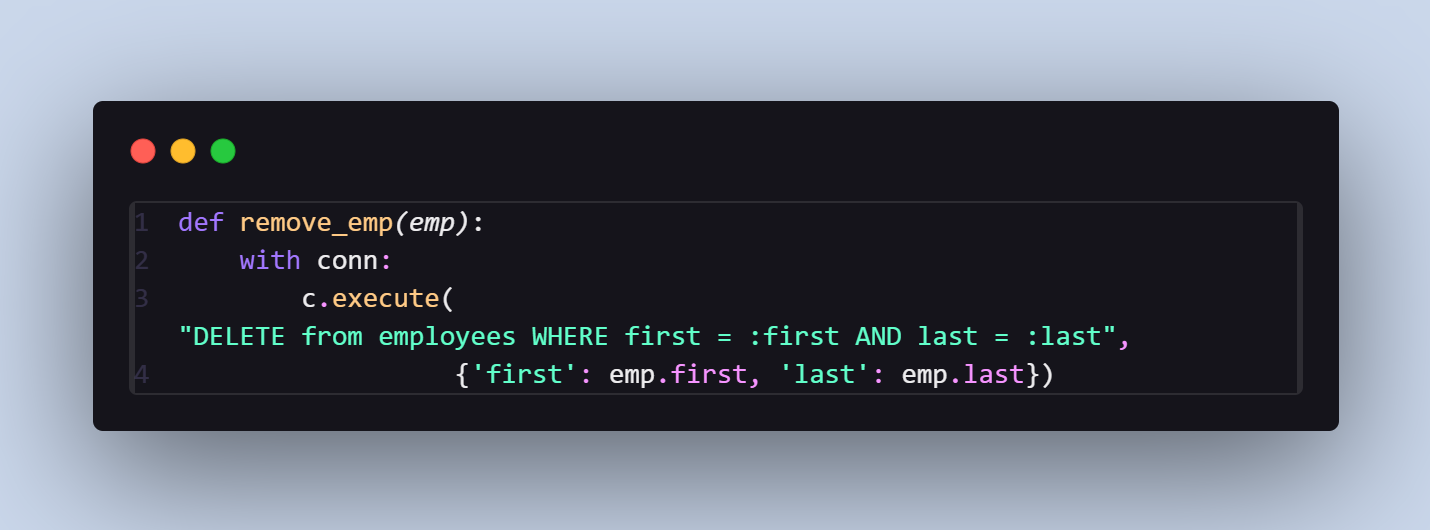 1 def remove_emp(emp):
2     with conn:
3         c.execute(
"DELETE from employees WHERE first = :first AND last = :last",
4                   {'first': emp.first, 'last': emp.last})